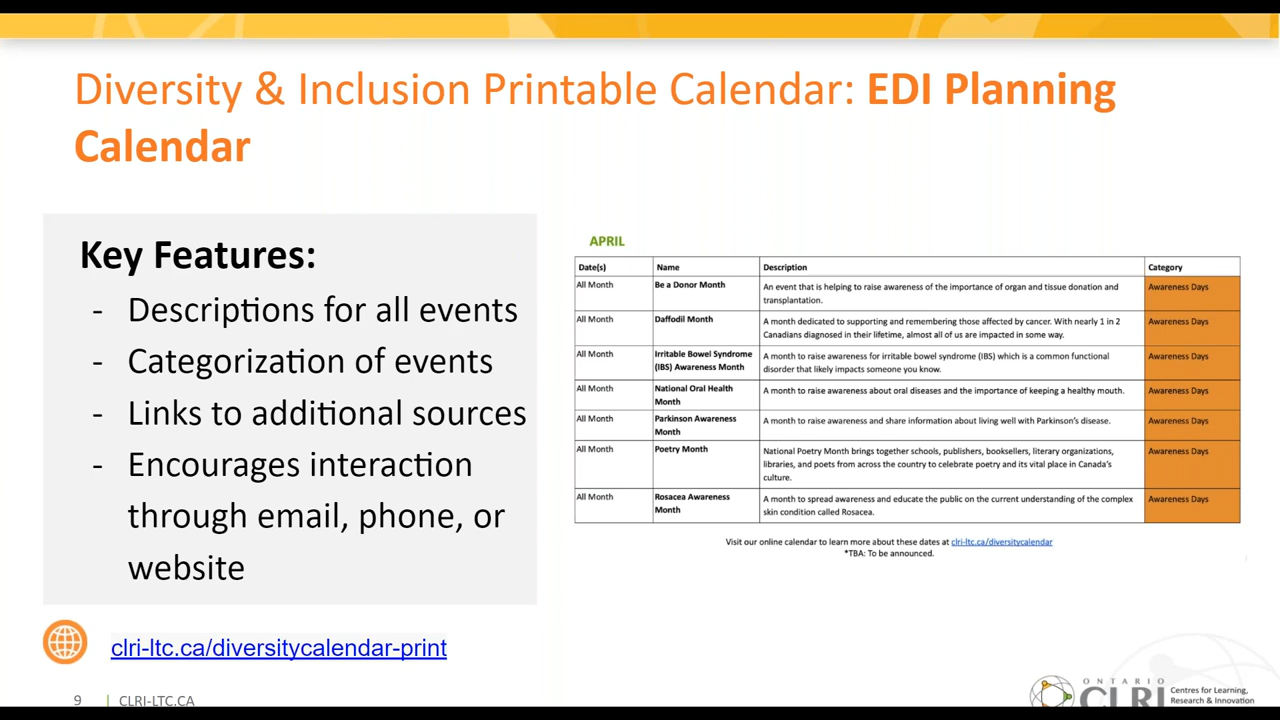 Diversity & Inclusion Printable Calendar: EDI Planning
Calendar
Key Features:
- Descriptions for all events
- Categorization of events
- Links to additional sources
- Encourages interaction
through email, phone, or
website
clri-ltc.ca/diversitycalendar-print
APRIL
Date(s) Name Description Category
All Month Be a Donor Month An event that is helping to raise awareness of the importance of organ and tissue donation and Awareness Days
transplantation.
All Month Daffodil Month A month dedicated to supporting and remembering those affected by cancer. With nearly 1 in 2 Awareness Days
Canadians diagnosed in their lifetime, almost all of us are impacted in some way.
All Month Irritable Bowel Syndrome A month to raise awareness for irritable bowel syndrome (IBS) which is a common functional Awareness Days
(IBS) Awareness Month disorder that likely impacts someone you know.
All Month National Oral Health A month to raise awareness about oral diseases and the importance of keeping a healthy mouth. Awareness Days
Month
All Month Parkinson Awareness A month to raise awareness and share information about living well with Parkinson's disease. Awareness Days
Month
All Month Poetry Month National Poetry Month brings together schools, publishers, booksellers, literary organizations, Awareness Days
libraries, and poets from across the country to celebrate poetry and its vital place in Canada's
culture.
All Month Rosacea Awareness A month to spread awareness and educate the public on the current understanding of the complex Awareness Days
Month skin condition called Rosacea.
Visit our online calendar to learn more about these dates at clri-ltc.ca/diversitycalendar
*TBA: To be announced.
9 | CLRI-LTC.CA
ONTARIO
CLRI Centres for Learning,
Research & Innovation